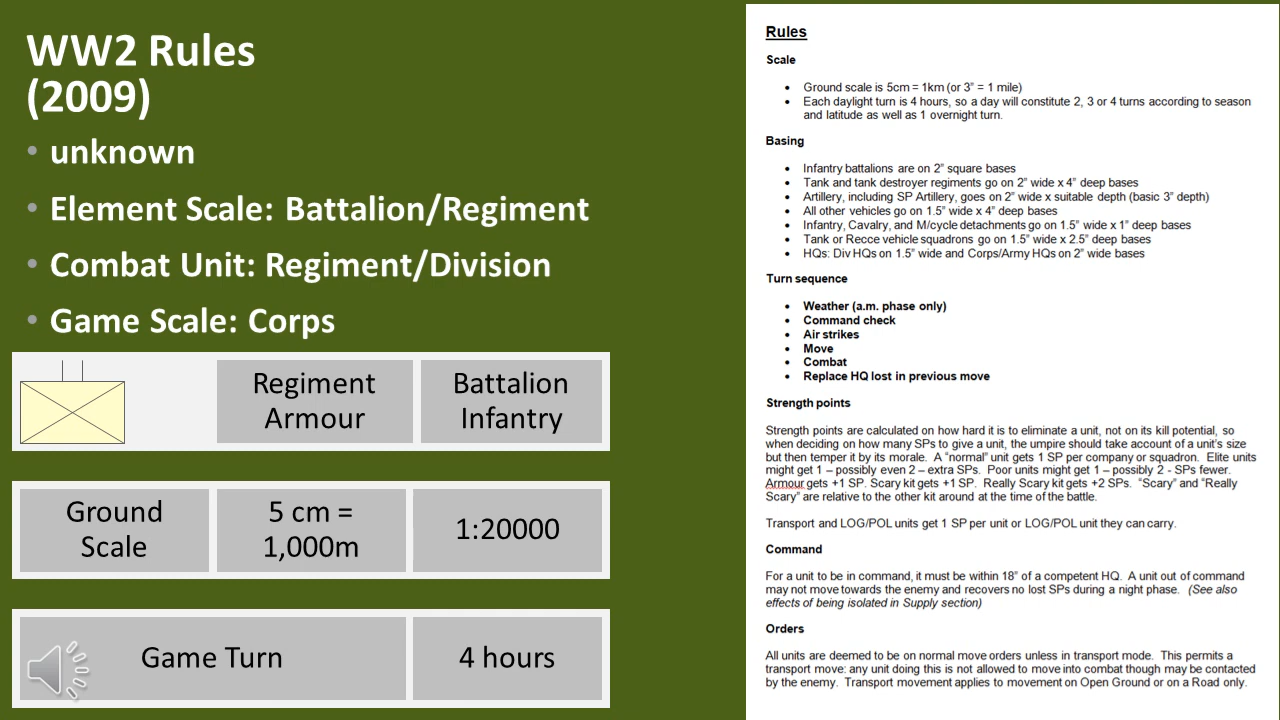 WW2 Rules
(2009)
• unknown
• Element Scale: Battalion/Regiment
• Combat Unit: Regiment/Division
• Game Scale: Corps
Regiment
Armour
Battalion
Infantry
Ground
Scale
5 cm =
1,000m
1:20000
Game Turn
4 hours
Rules
Scale
• Ground scale is 5cm = 1km (or 3” = 1 mile)
• Each daylight turn is 4 hours, so a day will constitute 2, 3 or 4 turns according to season
and latitude as well as 1 overnight turn.
Basing
• Infantry battalions are on 2” square bases
• Tank and tank destroyer regiments go on 2” wide x 4” deep bases
• Artillery, including SP Artillery, goes on 2” wide x suitable depth (basic 3” depth)
• All other vehicles go on 1.5” wide x 4” deep bases
• Infantry, Cavalry, and M/cycle detachments go on 1.5” wide x 1” deep bases
• Tank or Recce vehicle squadrons go on 1.5” wide x 2.5” deep bases
• HQs: Div HQs on 1.5” wide and Corps/Army HQs on 2” wide bases
Turn sequence
• Weather (a.m. phase only)
• Command check
• Air strikes
• Move
• Combat
• Replace HQ lost in previous move
Strength points
Strength points are calculated on how hard it is to eliminate a unit, not on its kill potential, so
when deciding on how many SPs to give a unit, the umpire should take account of a unit’s size
but then temper it by its morale. A “normal” unit gets 1 SP per company or squadron. Elite units
might get 1 – possibly even 2 – extra SPs. Poor units might get 1 – possibly 2 - SPs fewer.
Armour gets +1 SP. Scary kit gets +1 SP. Really Scary kit gets +2 SPs. “Scary” and “Really
Scary” are relative to the other kit around at the time of the battle.
Transport and LOG/POL units get 1 SP per unit or LOG/POL unit they can carry.
Command
For a unit to be in command, it must be within 18” of a competent HQ. A unit out of command
may not move towards the enemy and recovers no lost SPs during a night phase. (See also
effects of being isolated in Supply section)
Orders
All units are deemed to be on normal move orders unless in transport mode. This permits a
transport move: any unit doing this is not allowed to move into combat though may be contacted
by the enemy. Transport movement applies to movement on Open Ground or on a Road only.